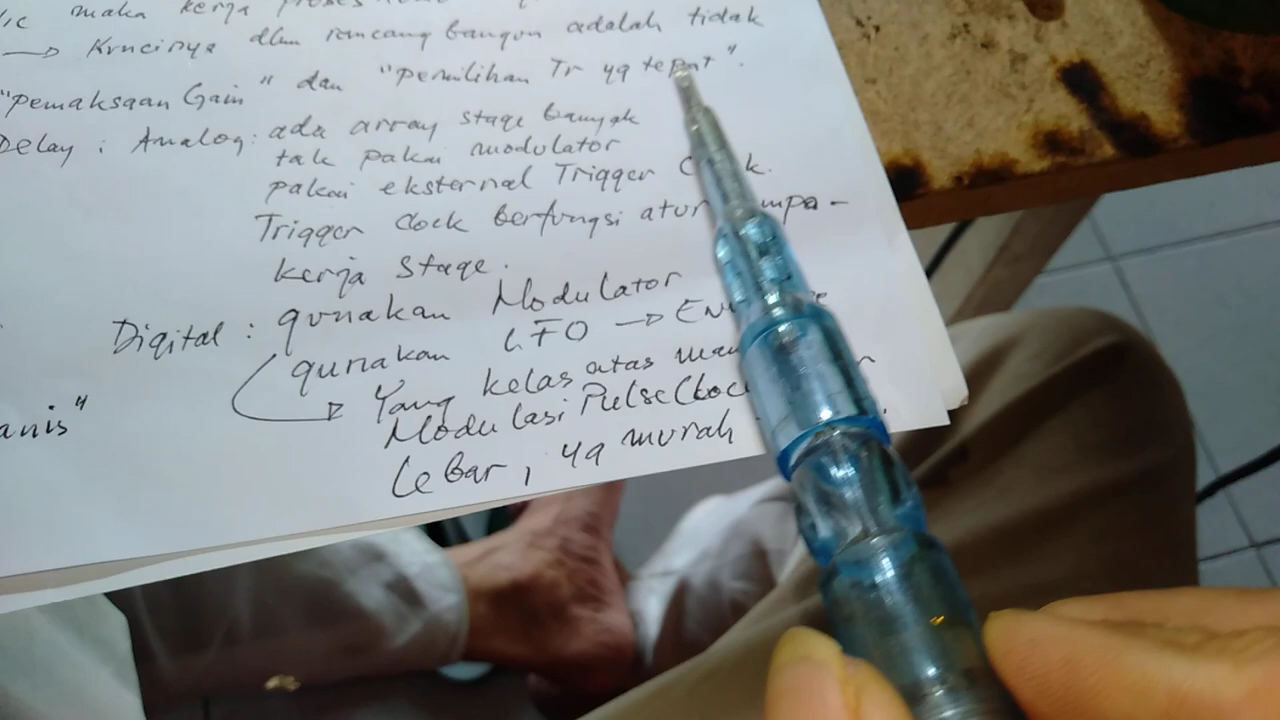 maka kerja proses
→ Kuncinya dlm rancang bangun adalah tidak
"pemaksaan Gain" dan "pemilihan Tr yg tepat".
Delay : Analog : ada array stage banyak
tak pakai modulator
pakai eksternal Trigger
Trigger Clock berfungsi atur
kerja stage.
Digital : gunakan Modulator
gunakan LFO →
Yang kelas atas
anis"
Modulasi Pulse
Lebar, yg murah